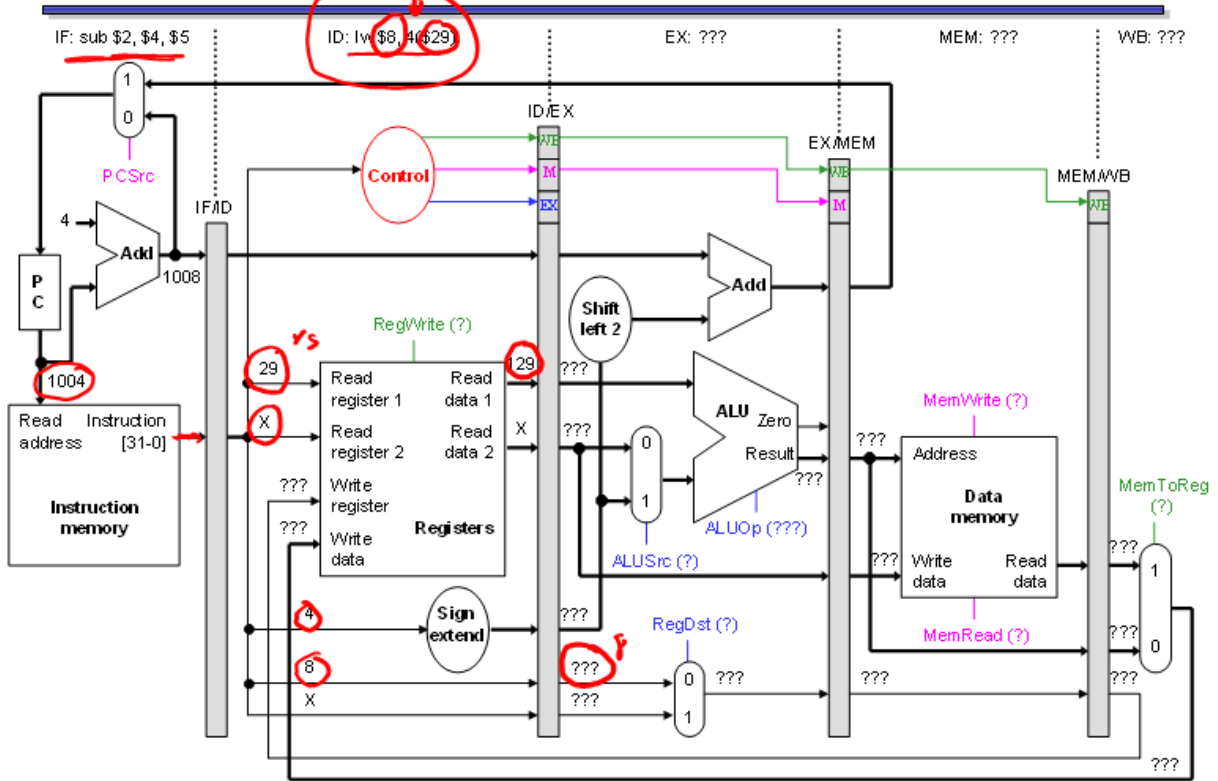 IF: sub $2, $4, $5
ID: lw $8, 4($29)
EX: ???
MEM: ???
WB: ???
1
0
PCSrc
4
Add
1008
P
C
1004
Read
address
Instruction
[31-0]
Instruction
memory
IF/ID
Control
ID/EX
WB
M
EX
EX/MEM
WB
M
MEM/WB
WB
RegWrite (?)
rs
29
X
???
???
Read
register 1
Read
data 1
Read
register 2
Read
data 2
Write
register
Write
data
Registers
129
X
4
Sign
extend
8
X
Shift
left 2
Add
???
???
0
1
ALUSrc (?)
ALU
Zero
Result
???
ALUOp (???)
???
???
???
RegDst (?)
0
1
???
MemWrite (?)
???
Address
Data
memory
???
Write
data
Read
data
MemRead (?)
???
MemToReg
(?)
???
1
???
0
???
???